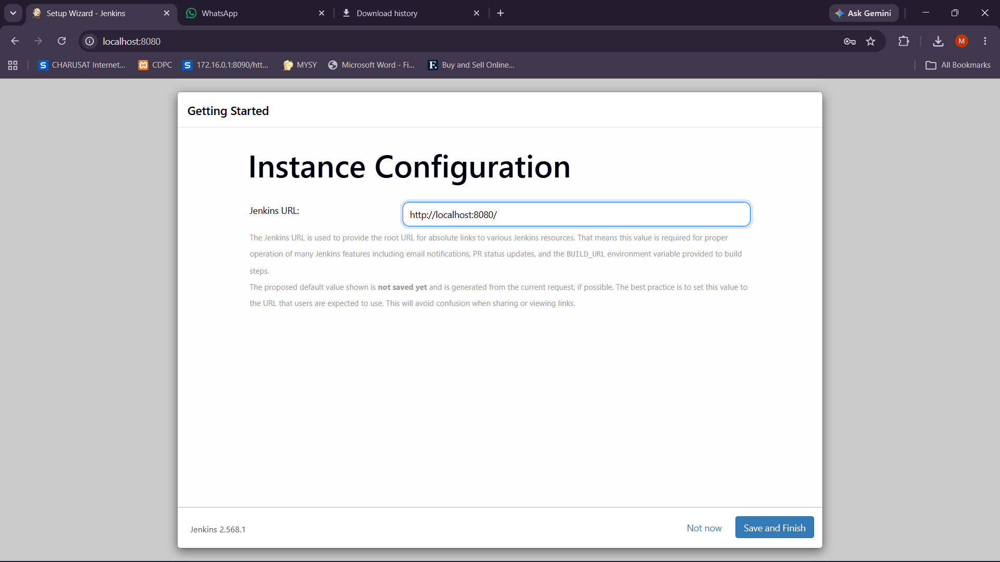 Setup Wizard - Jenkins
WhatsApp
Download history
Ask Gemini
localhost:8080
M
S
CHARUSAT Internet...
CDPC
S
172.16.0.1:8090/htt...
MYSY
Microsoft Word - Fi...
F.
Buy and Sell Online...
All Bookmarks
Getting Started
Instance Configuration
Jenkins URL:
http://localhost:8080/
The Jenkins URL is used to provide the root URL for absolute links to various Jenkins resources. That means this value is required for proper
operation of many Jenkins features including email notifications, PR status updates, and the BUILD_URL environment variable provided to build
steps.
The proposed default value shown is not saved yet and is generated from the current request, if possible. The best practice is to set this value to
the URL that users are expected to use. This will avoid confusion when sharing or viewing links.
Jenkins 2.568.1
Not now
Save and Finish